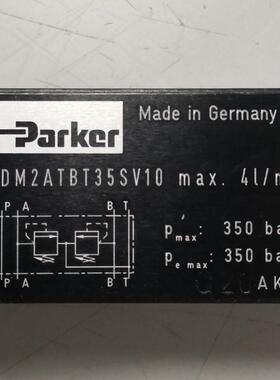 Parker
Made in Germany
DM2ATBT35SV10 max. 4l/m
P A B T
P A B T
p max: 350 ba
p e max: 350 ba
AK